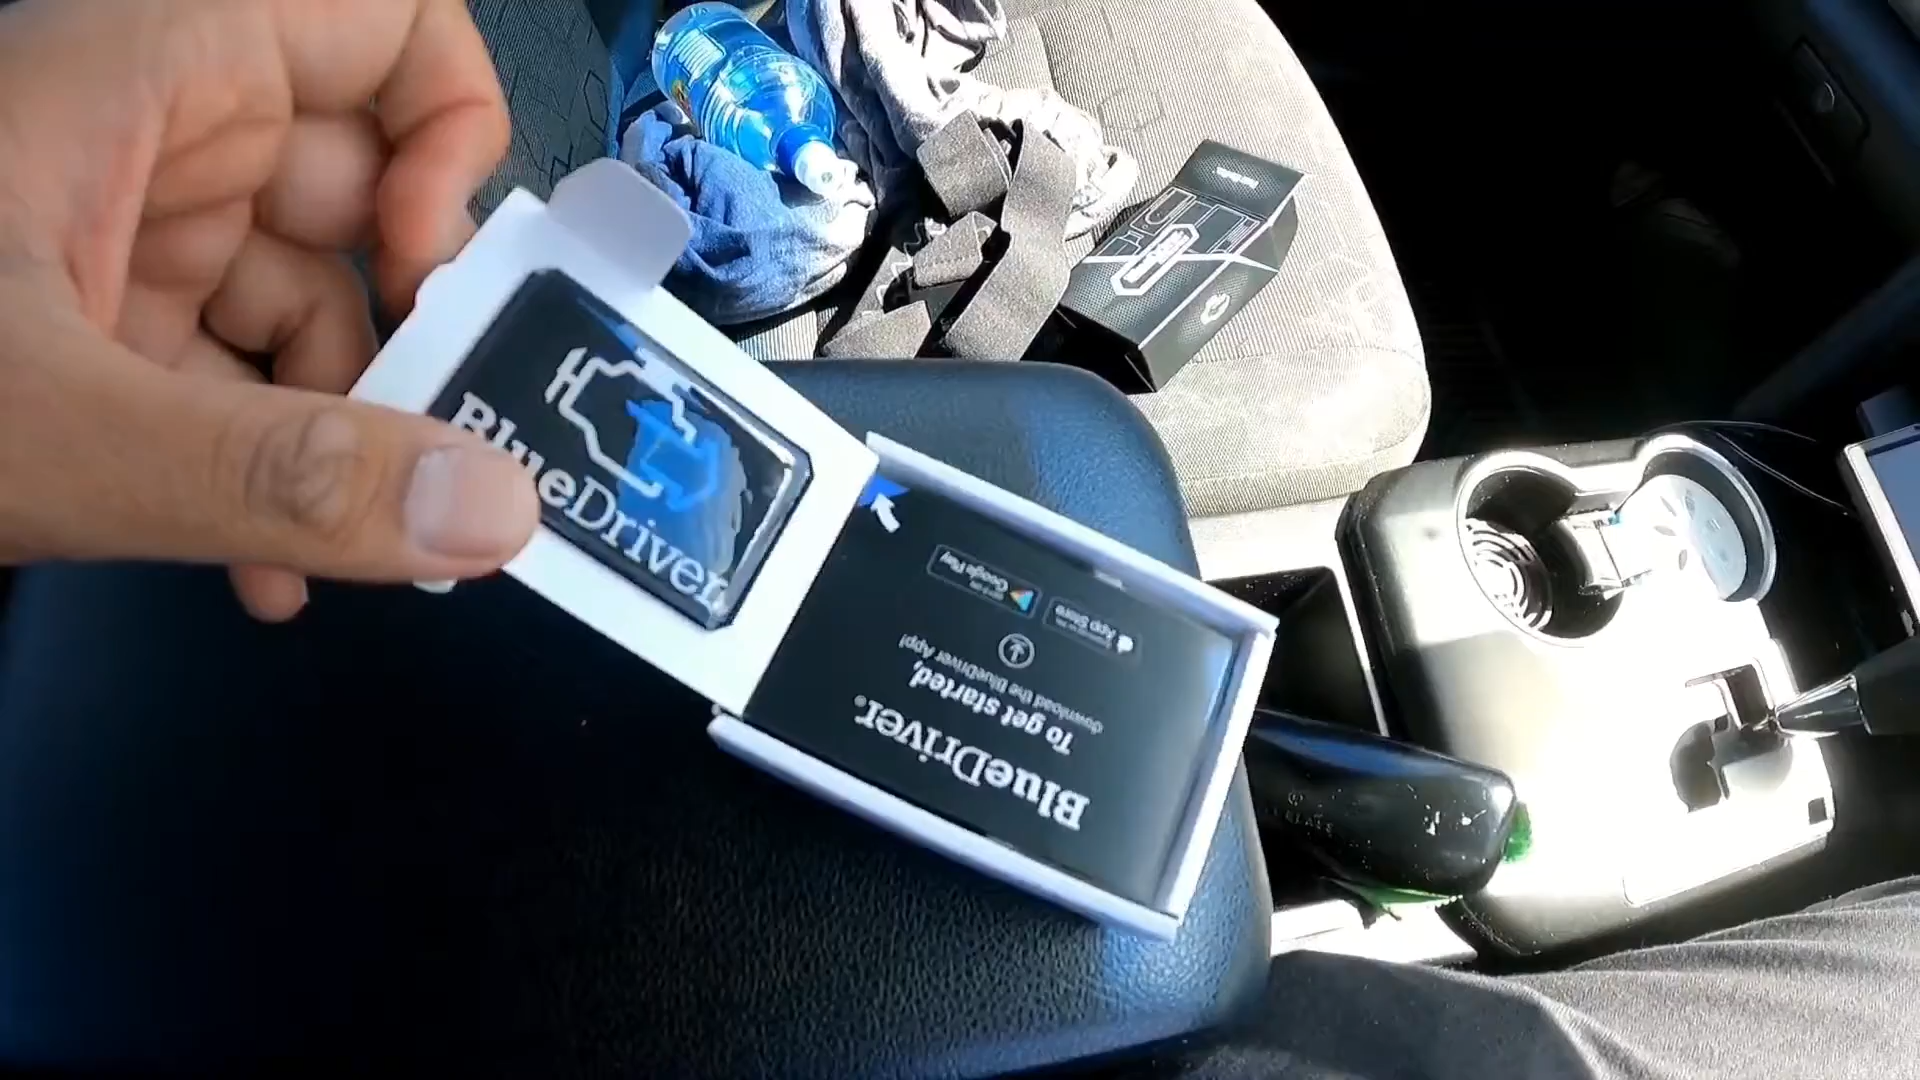 BlueDriver
BlueDriver®
To get started,
download the BlueDriver App!
App Store
Google Play